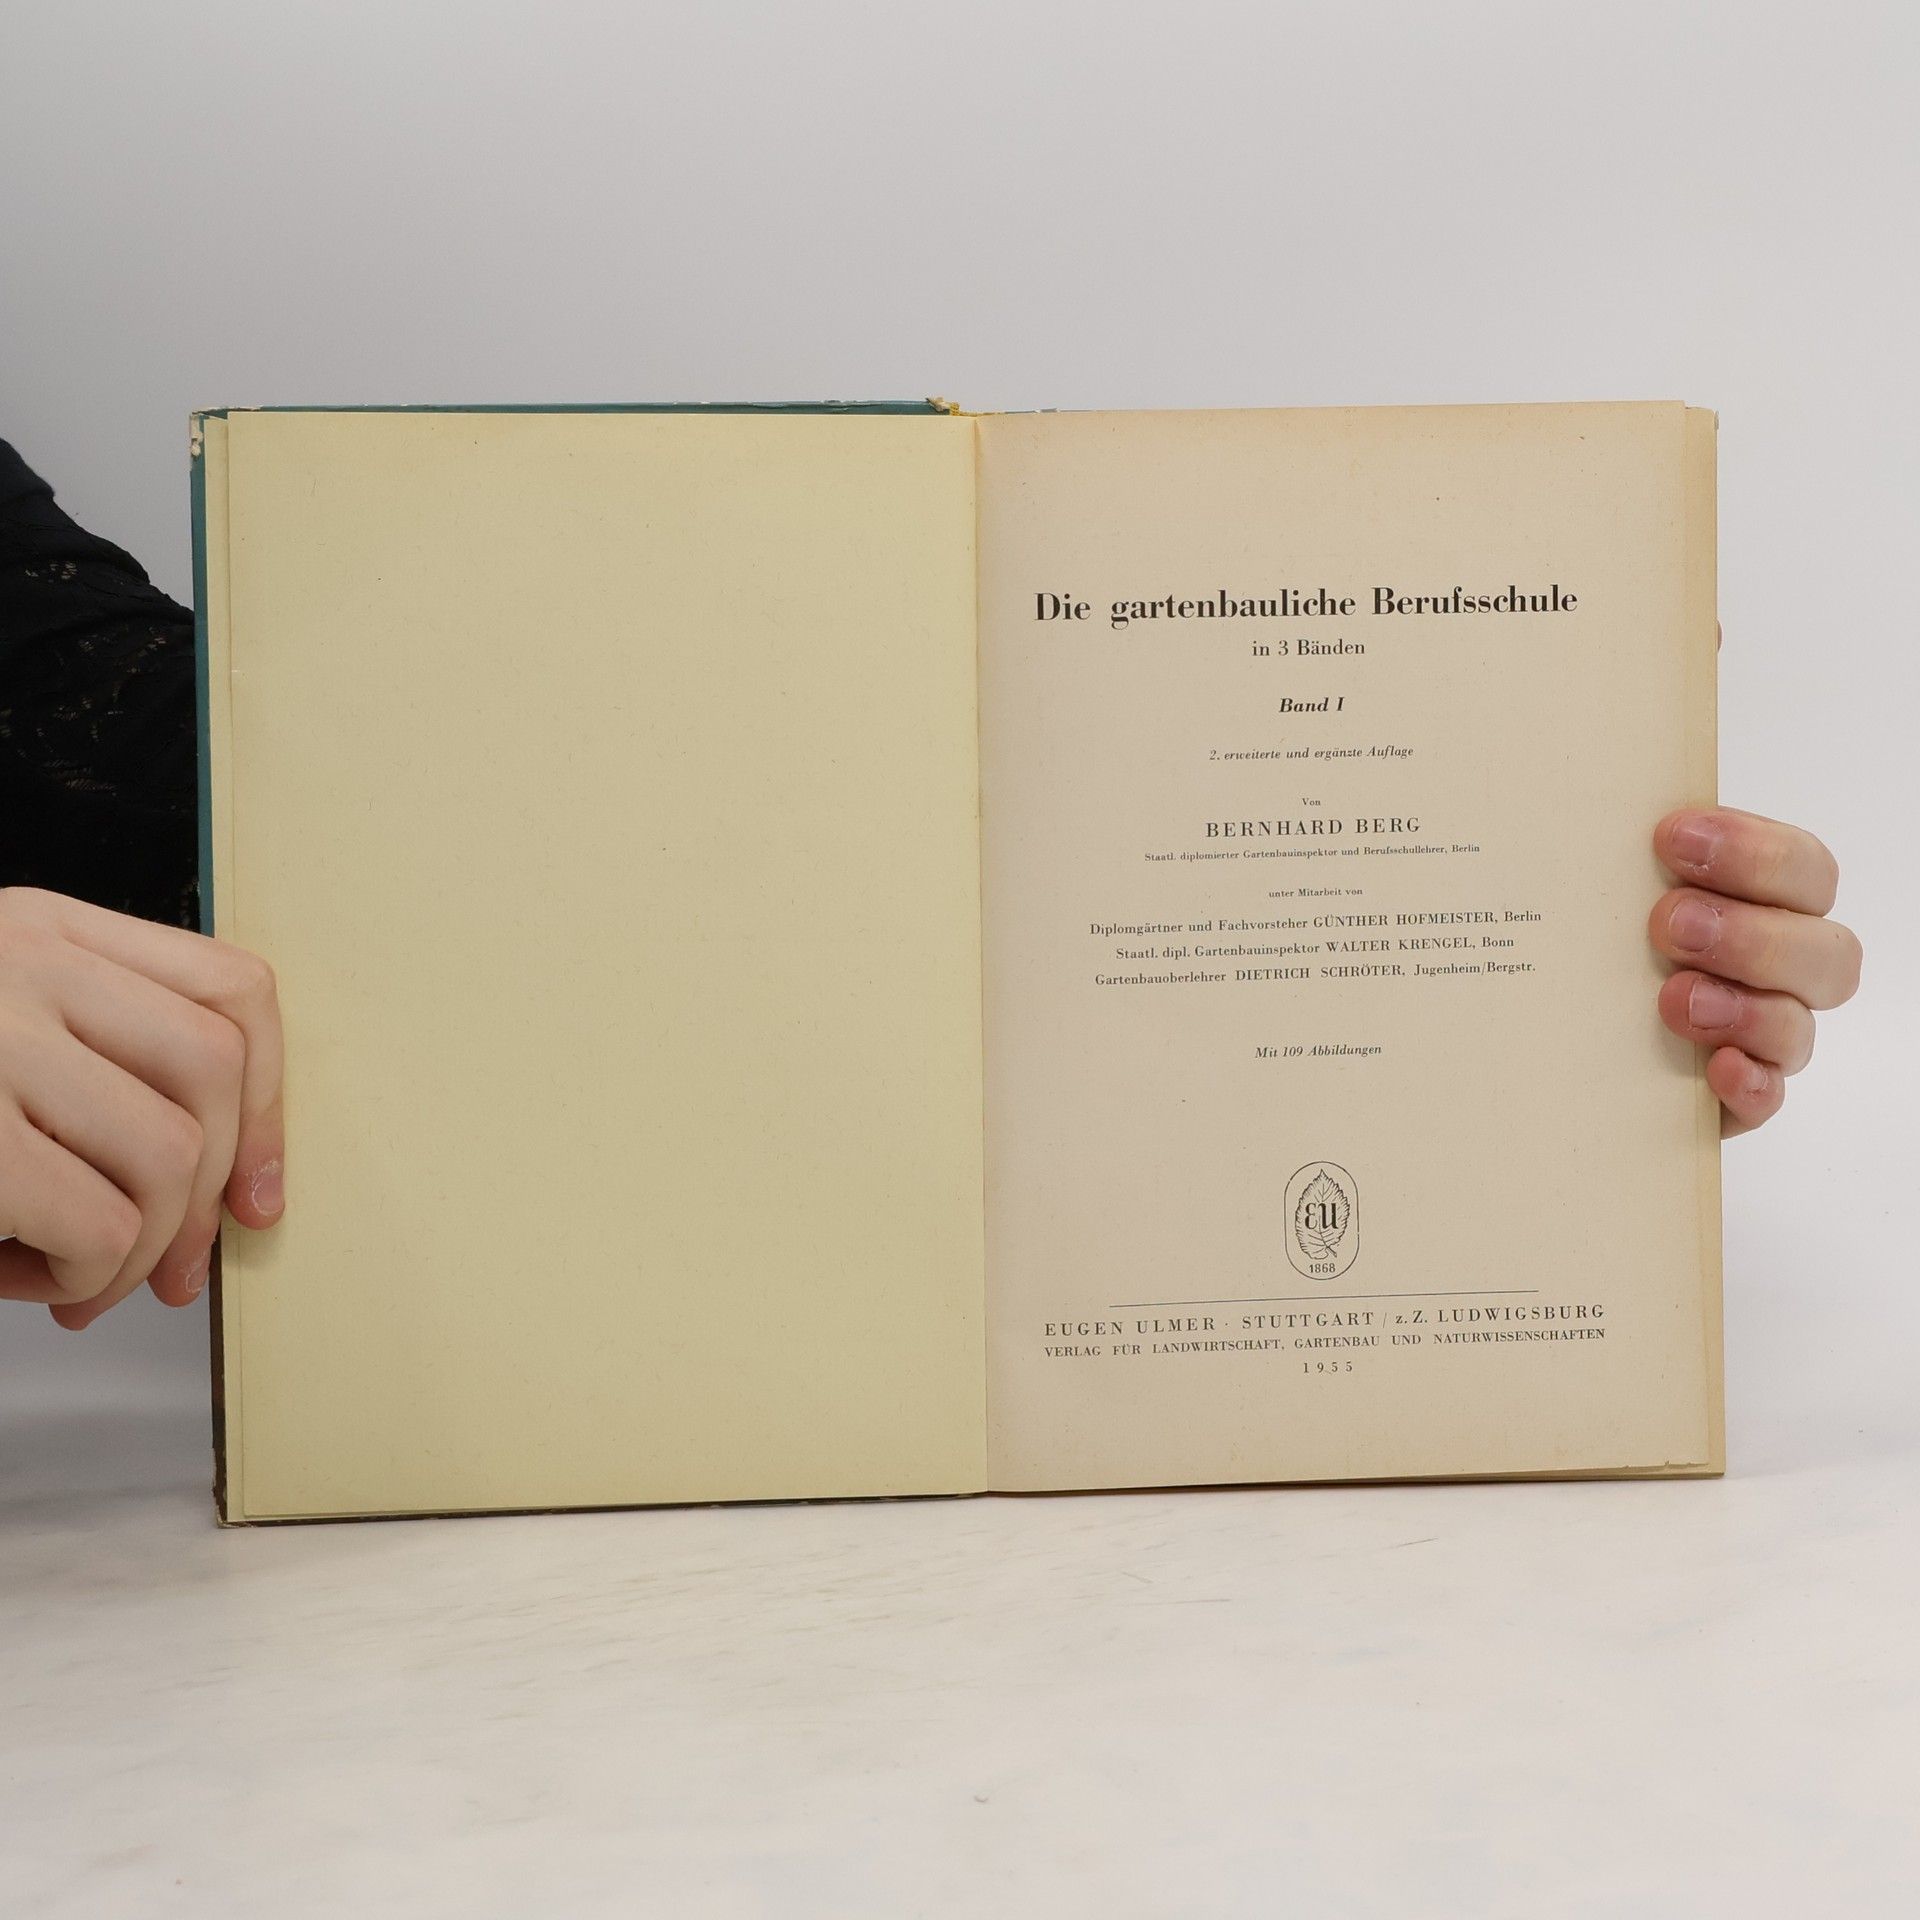 Die gartenbauliche Berufsschule
in 3 Bänden
Band I
2. erweiterte und ergänzte Auflage
Von
BERNHARD BERG
Staatl. diplomierter Gartenbauinspektor und Berufsschullehrer, Berlin
unter Mitarbeit von
Diplomgärtner und Fachvorsteher GÜNTHER HOFMEISTER, Berlin
Staatl. dipl. Gartenbauinspektor WALTER KRENGEL, Bonn
Gartenbauoberlehrer DIETRICH SCHRÖTER, Jugenheim/Bergstr.
Mit 109 Abbildungen
EU
1868
EUGEN ULMER · STUTTGART / z. Z. LUDWIGSBURG
VERLAG FÜR LANDWIRTSCHAFT, GARTENBAU UND NATURWISSENSCHAFTEN
1955